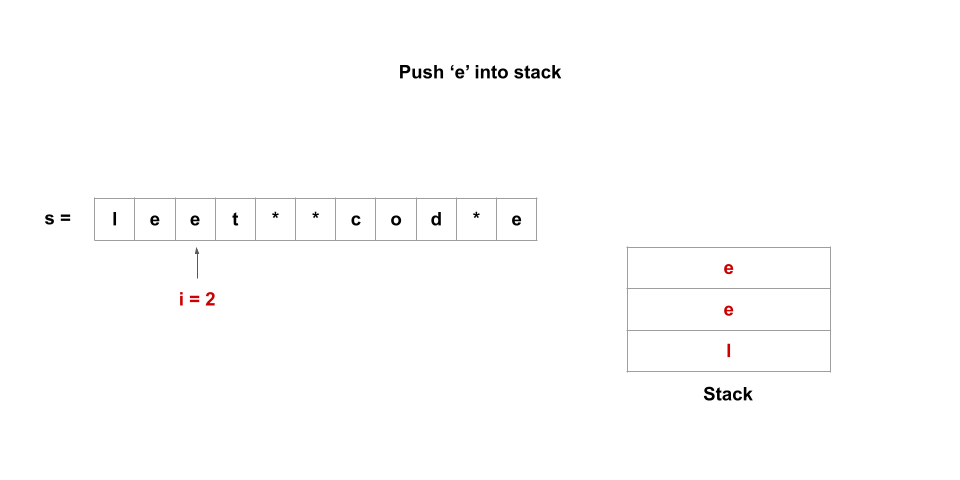 Push ‘e’ into stack
s = l e e t * * c o d * e
i = 2
e
e
l
Stack